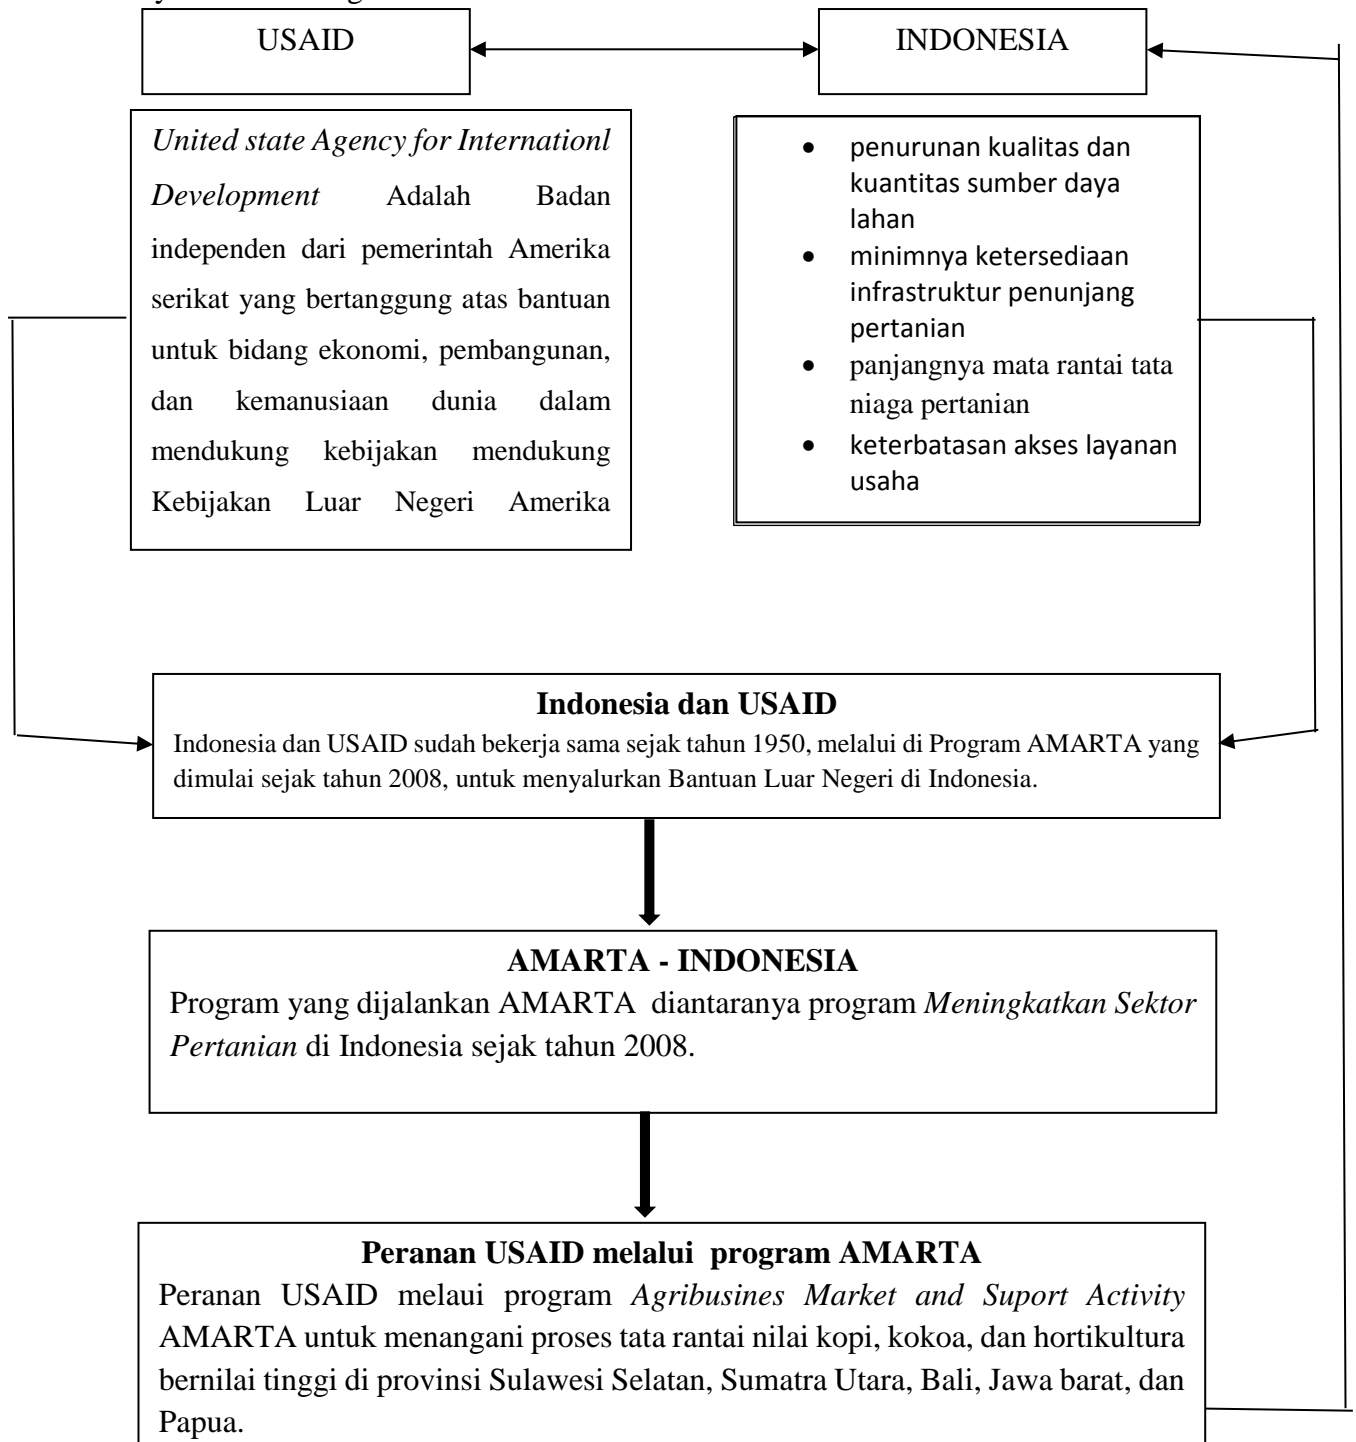 USAID
INDONESIA
United state Agency for Internationl
Development Adalah Badan
independen dari pemerintah Amerika
serikat yang bertanggung atas bantuan
untuk bidang ekonomi, pembangunan,
dan kemanusiaan dunia dalam
mendukung kebijakan mendukung
Kebijakan Luar Negeri Amerika
• penurunan kualitas dan
kuantitas sumber daya
lahan
• minimnya ketersediaan
infrastruktur penunjang
pertanian
• panjangnya mata rantai tata
niaga pertanian
• keterbatasan akses layanan
usaha
Indonesia dan USAID
Indonesia dan USAID sudah bekerja sama sejak tahun 1950, melalui di Program AMARTA yang
dimulai sejak tahun 2008, untuk menyalurkan Bantuan Luar Negeri di Indonesia.
AMARTA - INDONESIA
Program yang dijalankan AMARTA diantaranya program Meningkatkan Sektor
Pertanian di Indonesia sejak tahun 2008.
Peranan USAID melalui program AMARTA
Peranan USAID melaui program Agribusines Market and Suport Activity
AMARTA untuk menangani proses tata rantai nilai kopi, kokoa, dan hortikultura
bernilai tinggi di provinsi Sulawesi Selatan, Sumatra Utara, Bali, Jawa barat, dan
Papua.